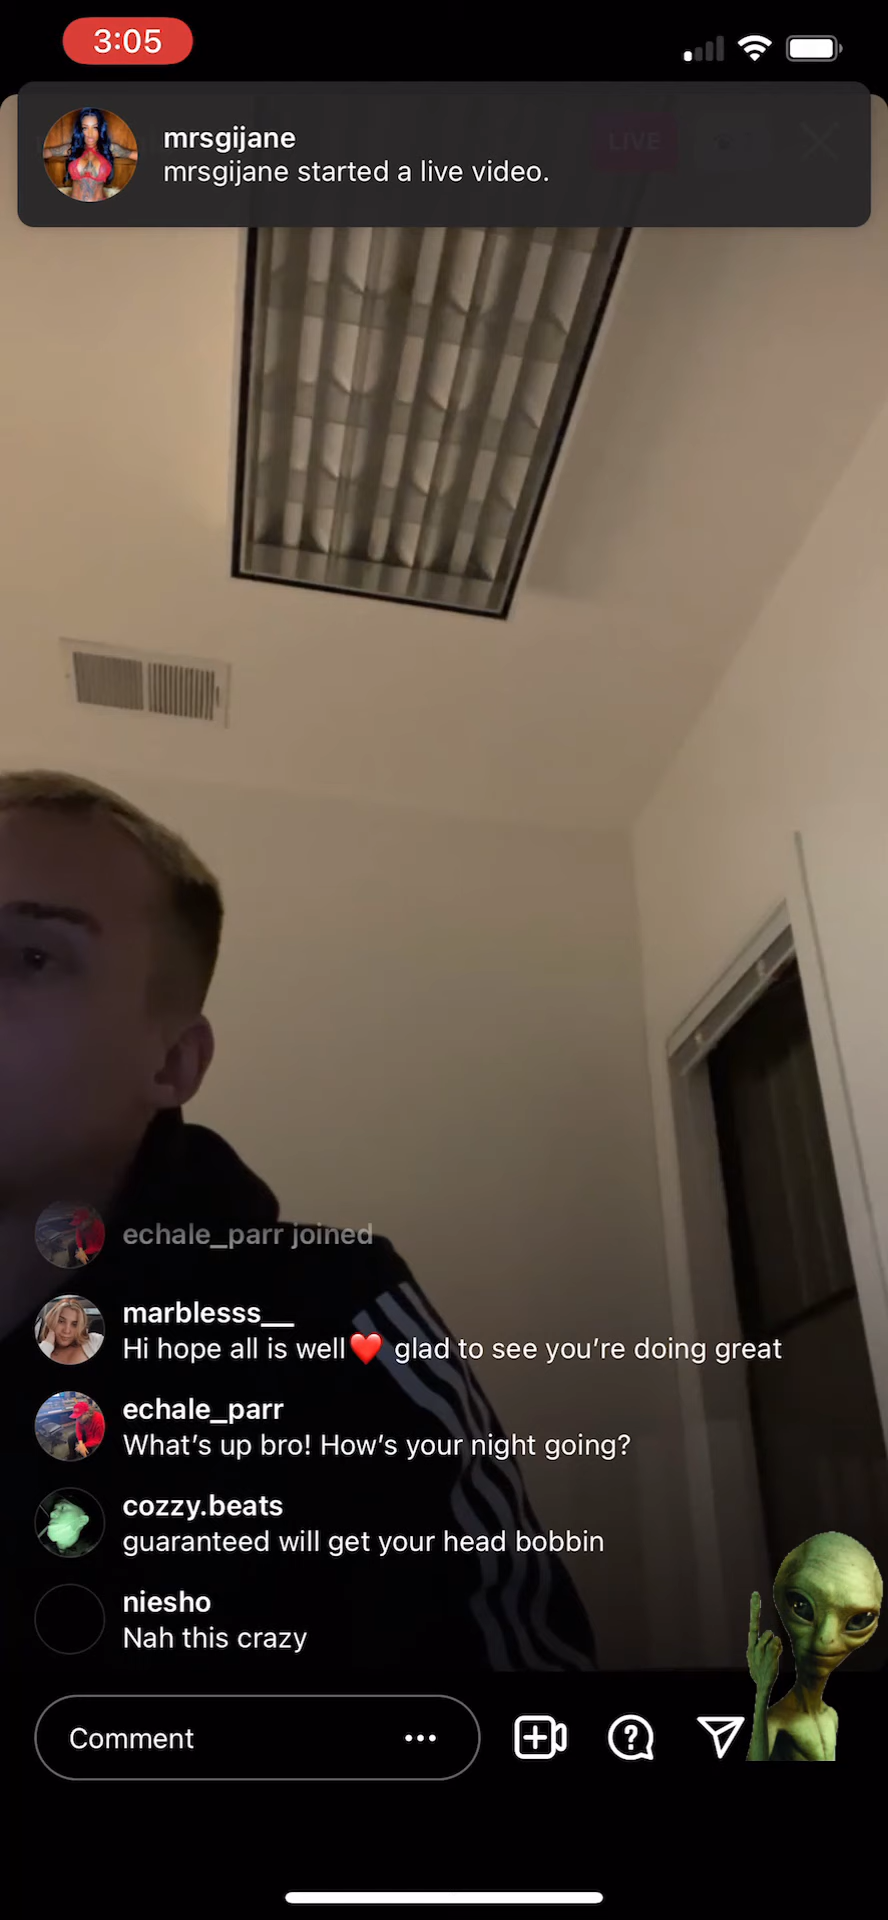 3:05
mrsgijane
mrsgijane started a live video.
LIVE
echale_parr joined
marblesss__
Hi hope all is well❤️ glad to see you’re doing great
echale_parr
What’s up bro! How’s your night going?
cozzy.beats
guaranteed will get your head bobbin
niesho
Nah this crazy
Comment